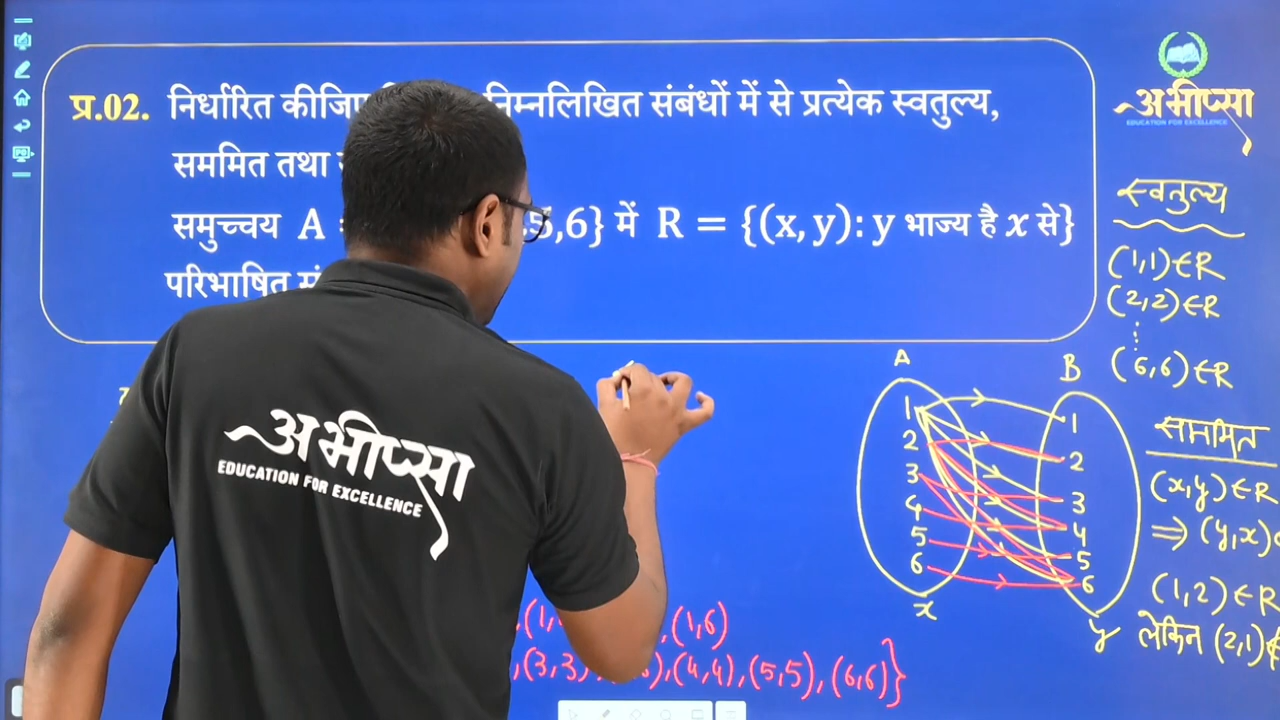 प्र.02. निर्धारित कीजिए निम्नलिखित संबंधों में से प्रत्येक स्वतुल्य,
सममित तथा
समुच्चय A 5,6} में R = {(x, y): y भाज्य है x से}
परिभाषित
अभीप्सा
EDUCATION FOR EXCELLENCE
स्वतुल्य
(1,1)∈R
(2,2)∈R
⋮
(6,6)∈R
सममित
(x,y)∈R
⇒ (y,x)
(1,2)∈R
लेकिन (2,1)∉
A B
1 1
2 2
3 3
4 4
5 5
6 6
x y
,(1,6)
,(3,3) ,(4,4),(5,5),(6,6)}
अभीप्सा
EDUCATION FOR EXCELLENCE